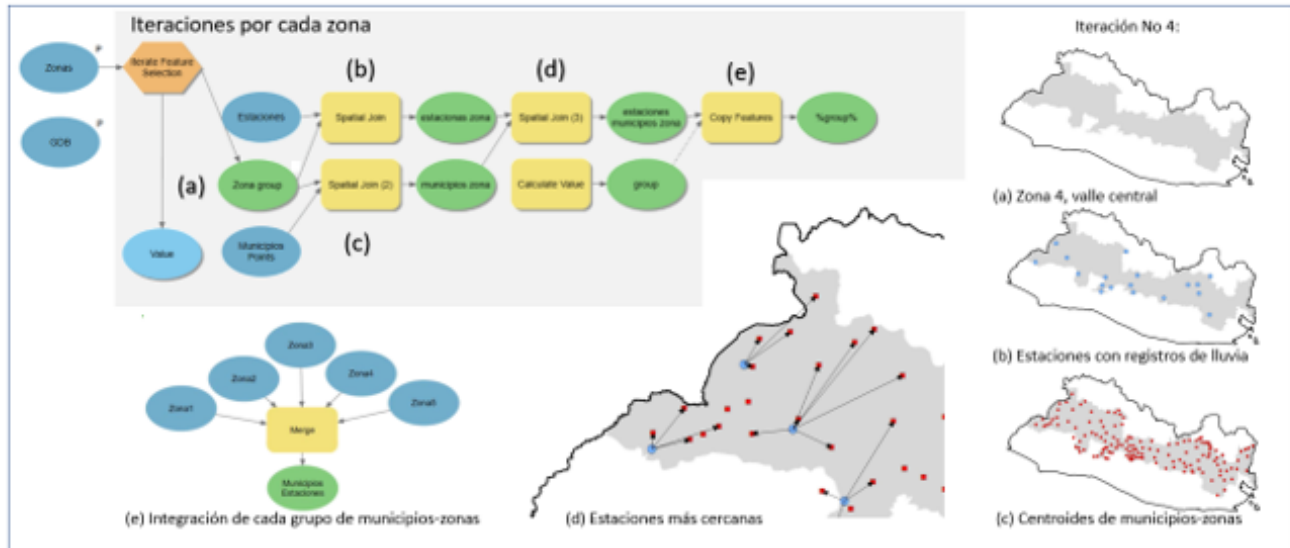 Iteraciones por cada zona
Iteración No 4:
P
Zonas
Iterate Feature
Selection
(b)
(d)
(e)
P
GDB
Estaciones
Spatial Join
estaciones zona
Spatial Join (3)
estaciones
municipios zona
Copy Features
%group%
(a)
Zona group
Spatial Join (2)
municipios zona
Calculate Value
group
(a) Zona 4, valle central
Value
Municipios
Points
(c)
(b) Estaciones con registros de lluvia
Zona1
Zona2
Zona3
Zona4
Zona5
Merge
Municipios
Estaciones
(e) Integración de cada grupo de municipios-zonas
(d) Estaciones más cercanas
(c) Centroides de municipios-zonas